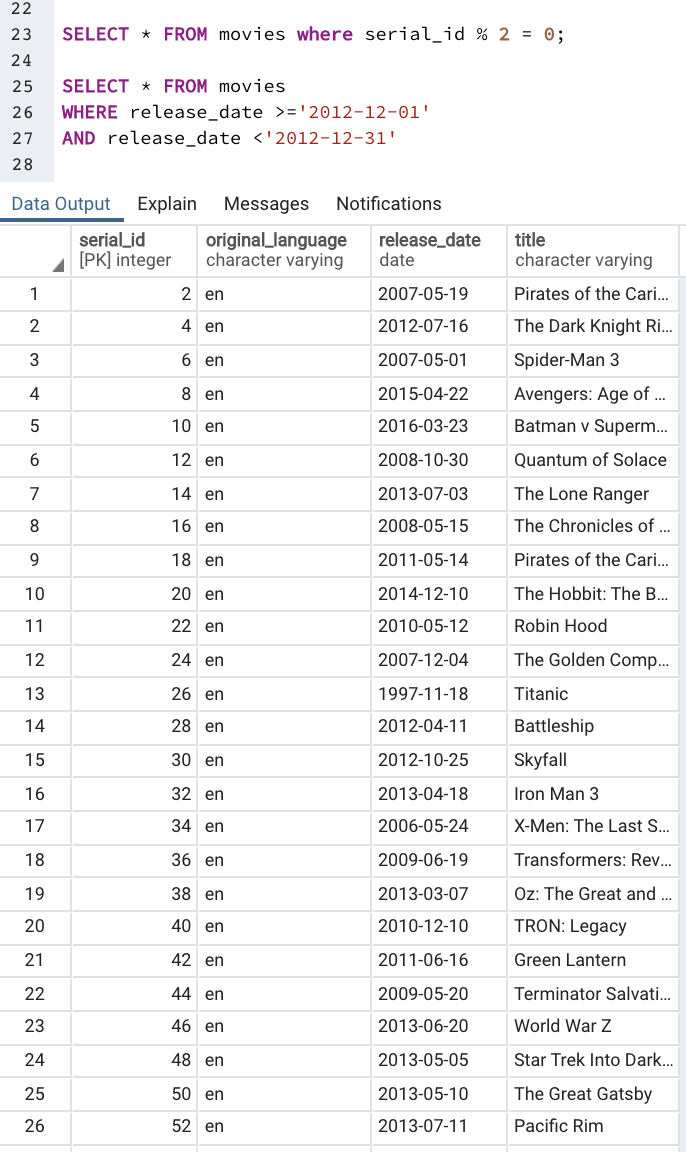 22
23 SELECT * FROM movies where serial_id % 2 = 0;
24
25 SELECT * FROM movies
26 WHERE release_date >='2012-12-01'
27 AND release_date <'2012-12-31'
28
Data Output Explain Messages Notifications
serial_id original_language release_date title
[PK] integer character varying date character varying
1 2 en 2007-05-19 Pirates of the Cari...
2 4 en 2012-07-16 The Dark Knight Ri...
3 6 en 2007-05-01 Spider-Man 3
4 8 en 2015-04-22 Avengers: Age of ...
5 10 en 2016-03-23 Batman v Superm...
6 12 en 2008-10-30 Quantum of Solace
7 14 en 2013-07-03 The Lone Ranger
8 16 en 2008-05-15 The Chronicles of ...
9 18 en 2011-05-14 Pirates of the Cari...
10 20 en 2014-12-10 The Hobbit: The B...
11 22 en 2010-05-12 Robin Hood
12 24 en 2007-12-04 The Golden Comp...
13 26 en 1997-11-18 Titanic
14 28 en 2012-04-11 Battleship
15 30 en 2012-10-25 Skyfall
16 32 en 2013-04-18 Iron Man 3
17 34 en 2006-05-24 X-Men: The Last S...
18 36 en 2009-06-19 Transformers: Rev...
19 38 en 2013-03-07 Oz: The Great and ...
20 40 en 2010-12-10 TRON: Legacy
21 42 en 2011-06-16 Green Lantern
22 44 en 2009-05-20 Terminator Salvati...
23 46 en 2013-06-20 World War Z
24 48 en 2013-05-05 Star Trek Into Dark...
25 50 en 2013-05-10 The Great Gatsby
26 52 en 2013-07-11 Pacific Rim